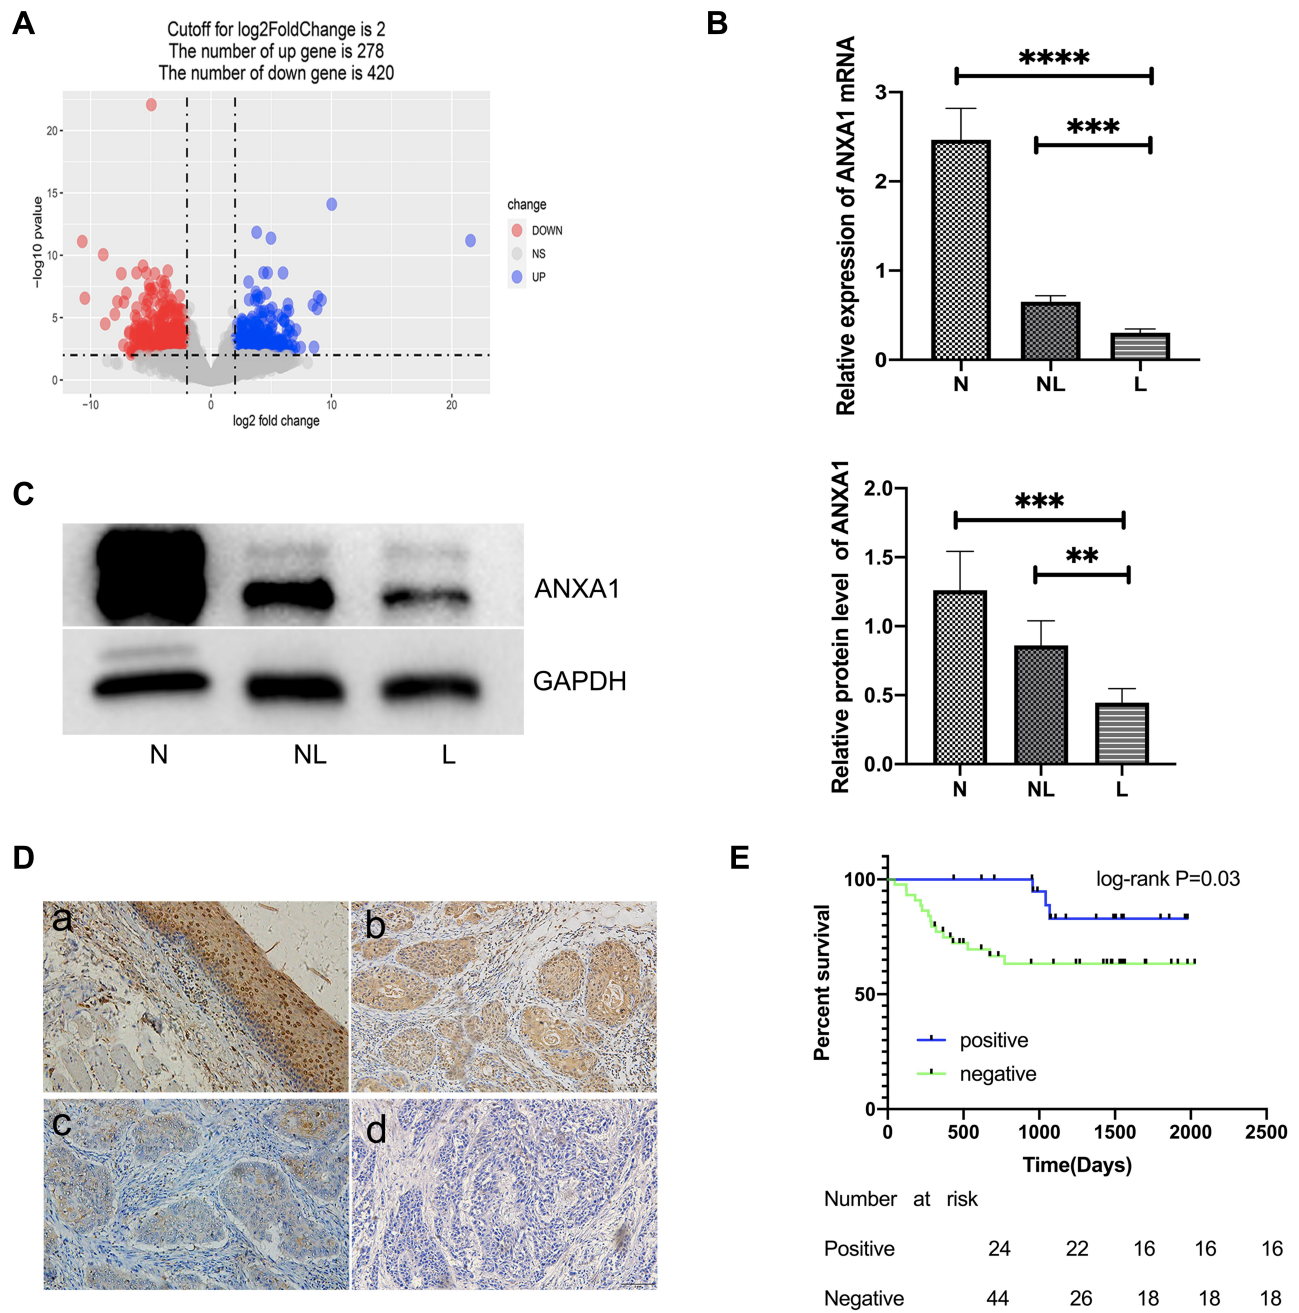 A
Cutoff for log2FoldChange is 2
The number of up gene is 278
The number of down gene is 420
−log10 pvalue
20
15
10
5
0
−10 0 10 20
log2 fold change
change
DOWN
NS
UP
B
Relative expression of ANXA1 mRNA
3
2
1
0
****
***
N NL L
C
ANXA1
GAPDH
N NL L
Relative protein level of ANXA1
2.0
1.5
1.0
0.5
0.0
***
**
N NL L
D
a
b
c
d
E
Percent survival
100
50
0
log-rank P=0.03
positive
negative
0 500 1000 1500 2000 2500
Time(Days)
Number at risk
Positive 24 22 16 16 16
Negative 44 26 18 18 18